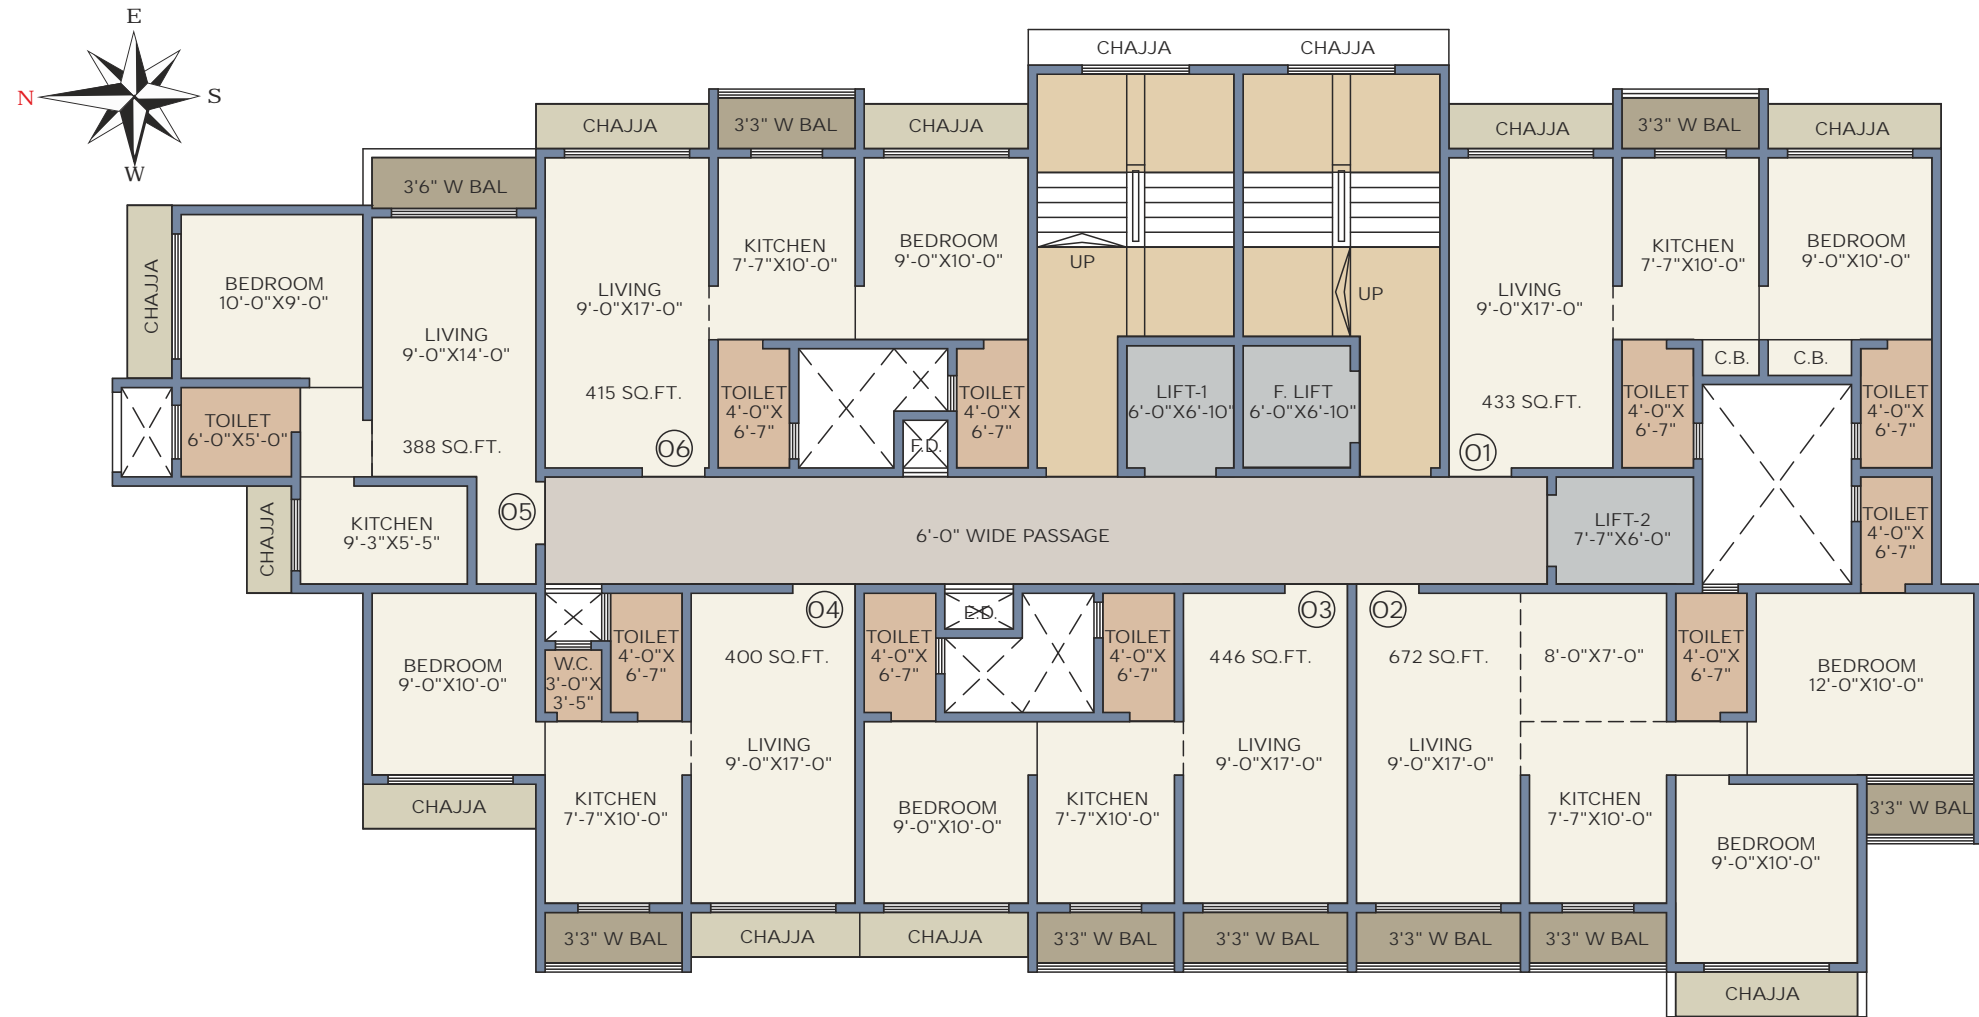 E
N
S
W
CHAJJA
CHAJJA
CHAJJA
3'3" W BAL
CHAJJA
CHAJJA
3'3" W BAL
CHAJJA
3'6" W BAL
CHAJJA
BEDROOM
10'-0"X9'-0"
LIVING
9'-0"X14'-0"
388 SQ.FT.
TOILET
6'-0"X5'-0"
CHAJJA
KITCHEN
9'-3"X5'-5"
05
LIVING
9'-0"X17'-0"
415 SQ.FT.
06
KITCHEN
7'-7"X10'-0"
BEDROOM
9'-0"X10'-0"
TOILET
4'-0"X
6'-7"
F.D.
TOILET
4'-0"X
6'-7"
UP
UP
LIFT-1
6'-0"X6'-10"
F. LIFT
6'-0"X6'-10"
LIVING
9'-0"X17'-0"
433 SQ.FT.
01
KITCHEN
7'-7"X10'-0"
BEDROOM
9'-0"X10'-0"
C.B.
C.B.
TOILET
4'-0"X
6'-7"
TOILET
4'-0"X
6'-7"
6'-0" WIDE PASSAGE
LIFT-2
7'-7"X6'-0"
TOILET
4'-0"X
6'-7"
BEDROOM
9'-0"X10'-0"
CHAJJA
W.C.
3'-0"X
3'-5"
TOILET
4'-0"X
6'-7"
KITCHEN
7'-7"X10'-0"
3'3" W BAL
04
400 SQ.FT.
LIVING
9'-0"X17'-0"
CHAJJA
TOILET
4'-0"X
6'-7"
E.D.
BEDROOM
9'-0"X10'-0"
CHAJJA
TOILET
4'-0"X
6'-7"
KITCHEN
7'-7"X10'-0"
3'3" W BAL
03
446 SQ.FT.
LIVING
9'-0"X17'-0"
3'3" W BAL
02
672 SQ.FT.
LIVING
9'-0"X17'-0"
3'3" W BAL
8'-0"X7'-0"
KITCHEN
7'-7"X10'-0"
3'3" W BAL
TOILET
4'-0"X
6'-7"
BEDROOM
12'-0"X10'-0"
3'3" W BAL
BEDROOM
9'-0"X10'-0"
CHAJJA